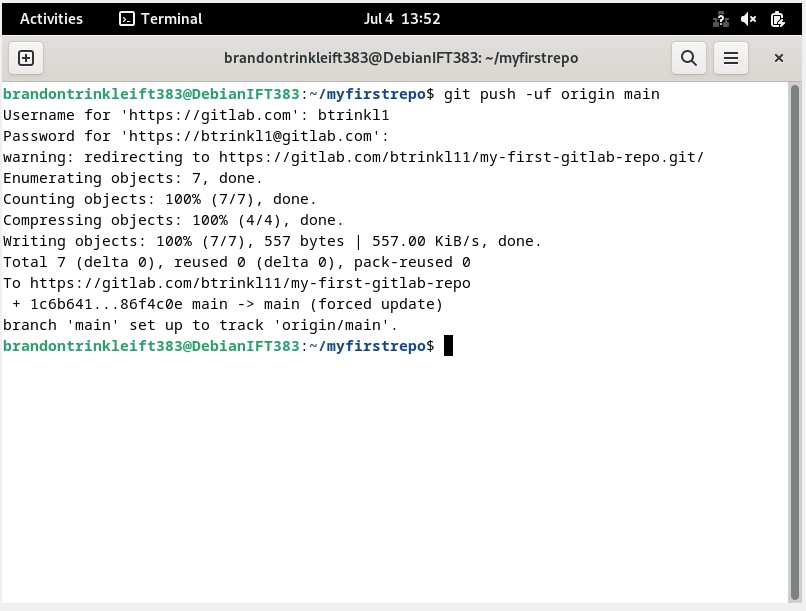 Activities Terminal Jul 4 13:52
brandontrinkleift383@DebianIFT383: ~/myfirstrepo
brandontrinkleift383@DebianIFT383:~/myfirstrepo$ git push -uf origin main
Username for 'https://gitlab.com': btrinkl1
Password for 'https://btrinkl1@gitlab.com':
warning: redirecting to https://gitlab.com/btrinkl11/my-first-gitlab-repo.git/
Enumerating objects: 7, done.
Counting objects: 100% (7/7), done.
Compressing objects: 100% (4/4), done.
Writing objects: 100% (7/7), 557 bytes | 557.00 KiB/s, done.
Total 7 (delta 0), reused 0 (delta 0), pack-reused 0
To https://gitlab.com/btrinkl11/my-first-gitlab-repo
 + 1c6b641...86f4c0e main -> main (forced update)
branch 'main' set up to track 'origin/main'.
brandontrinkleift383@DebianIFT383:~/myfirstrepo$